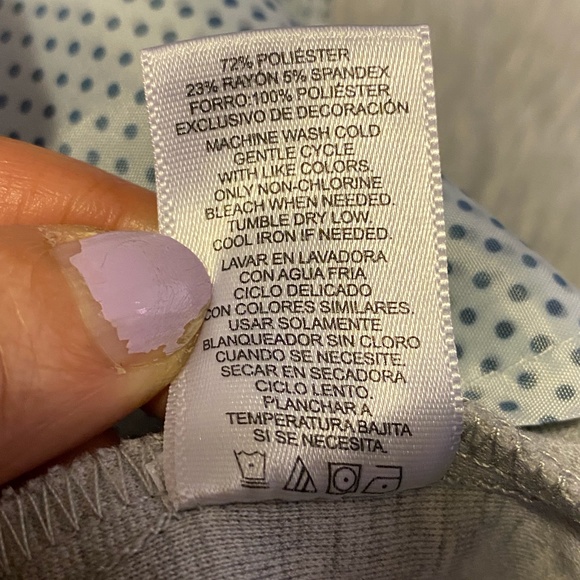 72% POLIÉSTER
23% RAYON 5% SPANDEX
FORRO:100% POLIÉSTER
EXCLUSIVO DE DECORACIÓN
MACHINE WASH COLD
GENTLE CYCLE
WITH LIKE COLORS,
ONLY NON-CHLORINE
BLEACH WHEN NEEDED.
TUMBLE DRY LOW.
COOL IRON IF NEEDED.
LAVAR EN LAVADORA
CON AGUA FRIA
CICLO DELICADO
CON COLORES SIMILARES.
USAR SOLAMENTE
BLANQUEADOR SIN CLORO
CUANDO SE NECESITE.
SECAR EN SECADORA
CICLO LENTO.
PLANCHAR A
TEMPERATURA BAJITA
SI SE NECESITA.